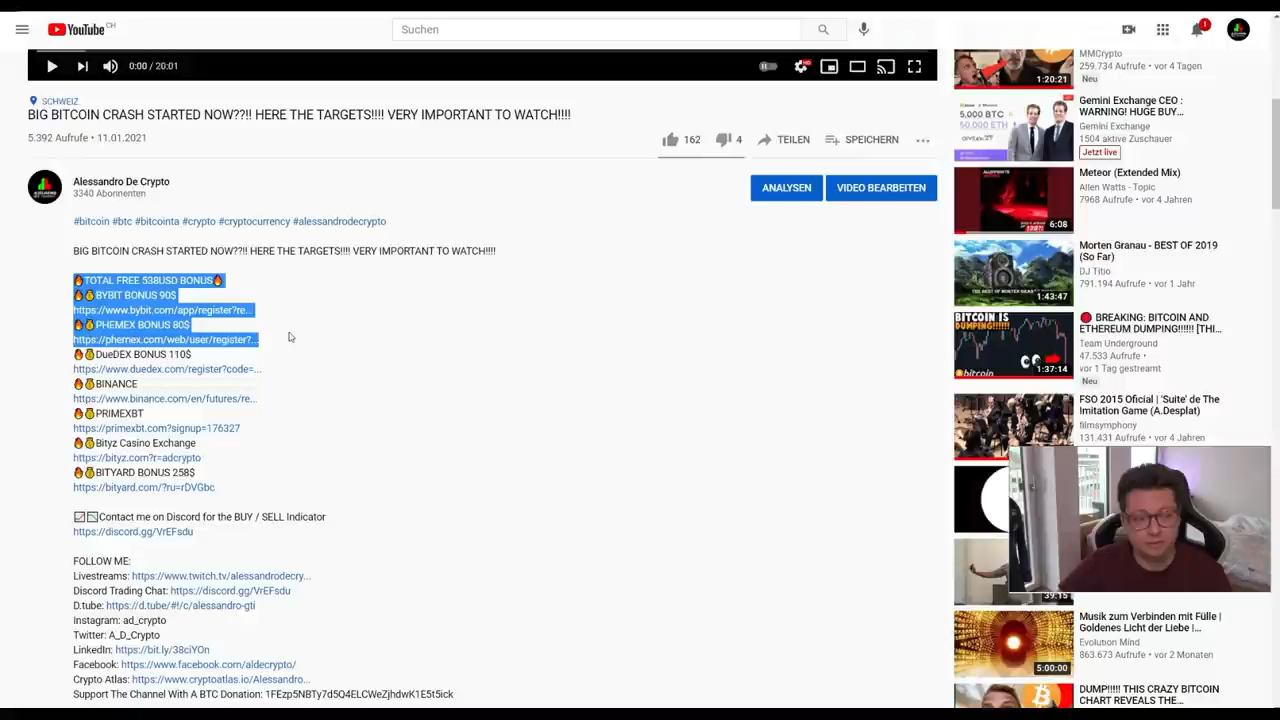 YouTube CH
Suchen
1
0:00 / 20:01
HD
SCHWEIZ
BIG BITCOIN CRASH STARTED NOW??!! HERE THE TARGETS!!!! VERY IMPORTANT TO WATCH!!!!
5.392 Aufrufe • 11.01.2021
162
4
TEILEN
SPEICHERN
Alessandro De Crypto
3340 Abonnenten
ANALYSEN
VIDEO BEARBEITEN
#bitcoin #btc #bitcointa #crypto #cryptocurrency #alessandrodecrypto
BIG BITCOIN CRASH STARTED NOW??!! HERE THE TARGETS!!!! VERY IMPORTANT TO WATCH!!!!
🔥TOTAL FREE 538USD BONUS🔥
🔥💰BYBIT BONUS 90$
https://www.bybit.com/app/register?re...
🔥💰PHEMEX BONUS 80$
https://phemex.com/web/user/register?...
🔥💰DueDEX BONUS 110$
https://www.duedex.com/register?code=...
🔥💰BINANCE
https://www.binance.com/en/futures/re...
🔥💰PRIMEXBT
https://primexbt.com?signup=176327
🔥💰Bityz Casino Exchange
https://bityz.com?r=adcrypto
🔥💰BITYARD BONUS 258$
https://bityard.com/?ru=rDVGbc
📈📉Contact me on Discord for the BUY / SELL Indicator
https://discord.gg/VrEFsdu
FOLLOW ME:
Livestreams: https://www.twitch.tv/alessandrodecry...
Discord Trading Chat: https://discord.gg/VrEFsdu
D.tube: https://d.tube/#!/c/alessandro-gti
Instagram: ad_crypto
Twitter: A_D_Crypto
LinkedIn: https://bit.ly/38ciYOn
Facebook: https://www.facebook.com/aldecrypto/
Crypto Atlas: https://www.cryptoatlas.io/Alessandro...
Support The Channel With A BTC Donation: 1FEzp5NBTy7d5Q4ELCWeZjhdwK1E5t5ick
1:20:21
MMCrypto
259.734 Aufrufe • vor 4 Tagen
Neu
5,000 BTC
50,000 ETH
Gemini Exchange CEO :
WARNING! HUGE BUY...
Gemini Exchange
1504 aktive Zuschauer
Jetzt live
6:08
Meteor (Extended Mix)
Allen Watts - Topic
7968 Aufrufe • vor 4 Jahren
1:43:47
Morten Granau - BEST OF 2019
(So Far)
DJ Titio
791.194 Aufrufe • vor 1 Jahr
BITCOIN IS
DUMPING!!!!!!
bitcoin
1:37:14
🔴 BREAKING: BITCOIN AND
ETHEREUM DUMPING!!!!!! [THI...
Team Underground
47.533 Aufrufe •
vor 1 Tag gestreamt
Neu
FSO 2015 Oficial | 'Suite' de The
Imitation Game (A.Desplat)
filmsymphony
131.431 Aufrufe • vor 4 Jahren
39:15
5:00:00
Musik zum Verbinden mit Fülle |
Goldenes Licht der Liebe |...
Evolution Mind
863.673 Aufrufe • vor 2 Monaten
DUMP!!!!! THIS CRAZY BITCOIN
CHART REVEALS THE...